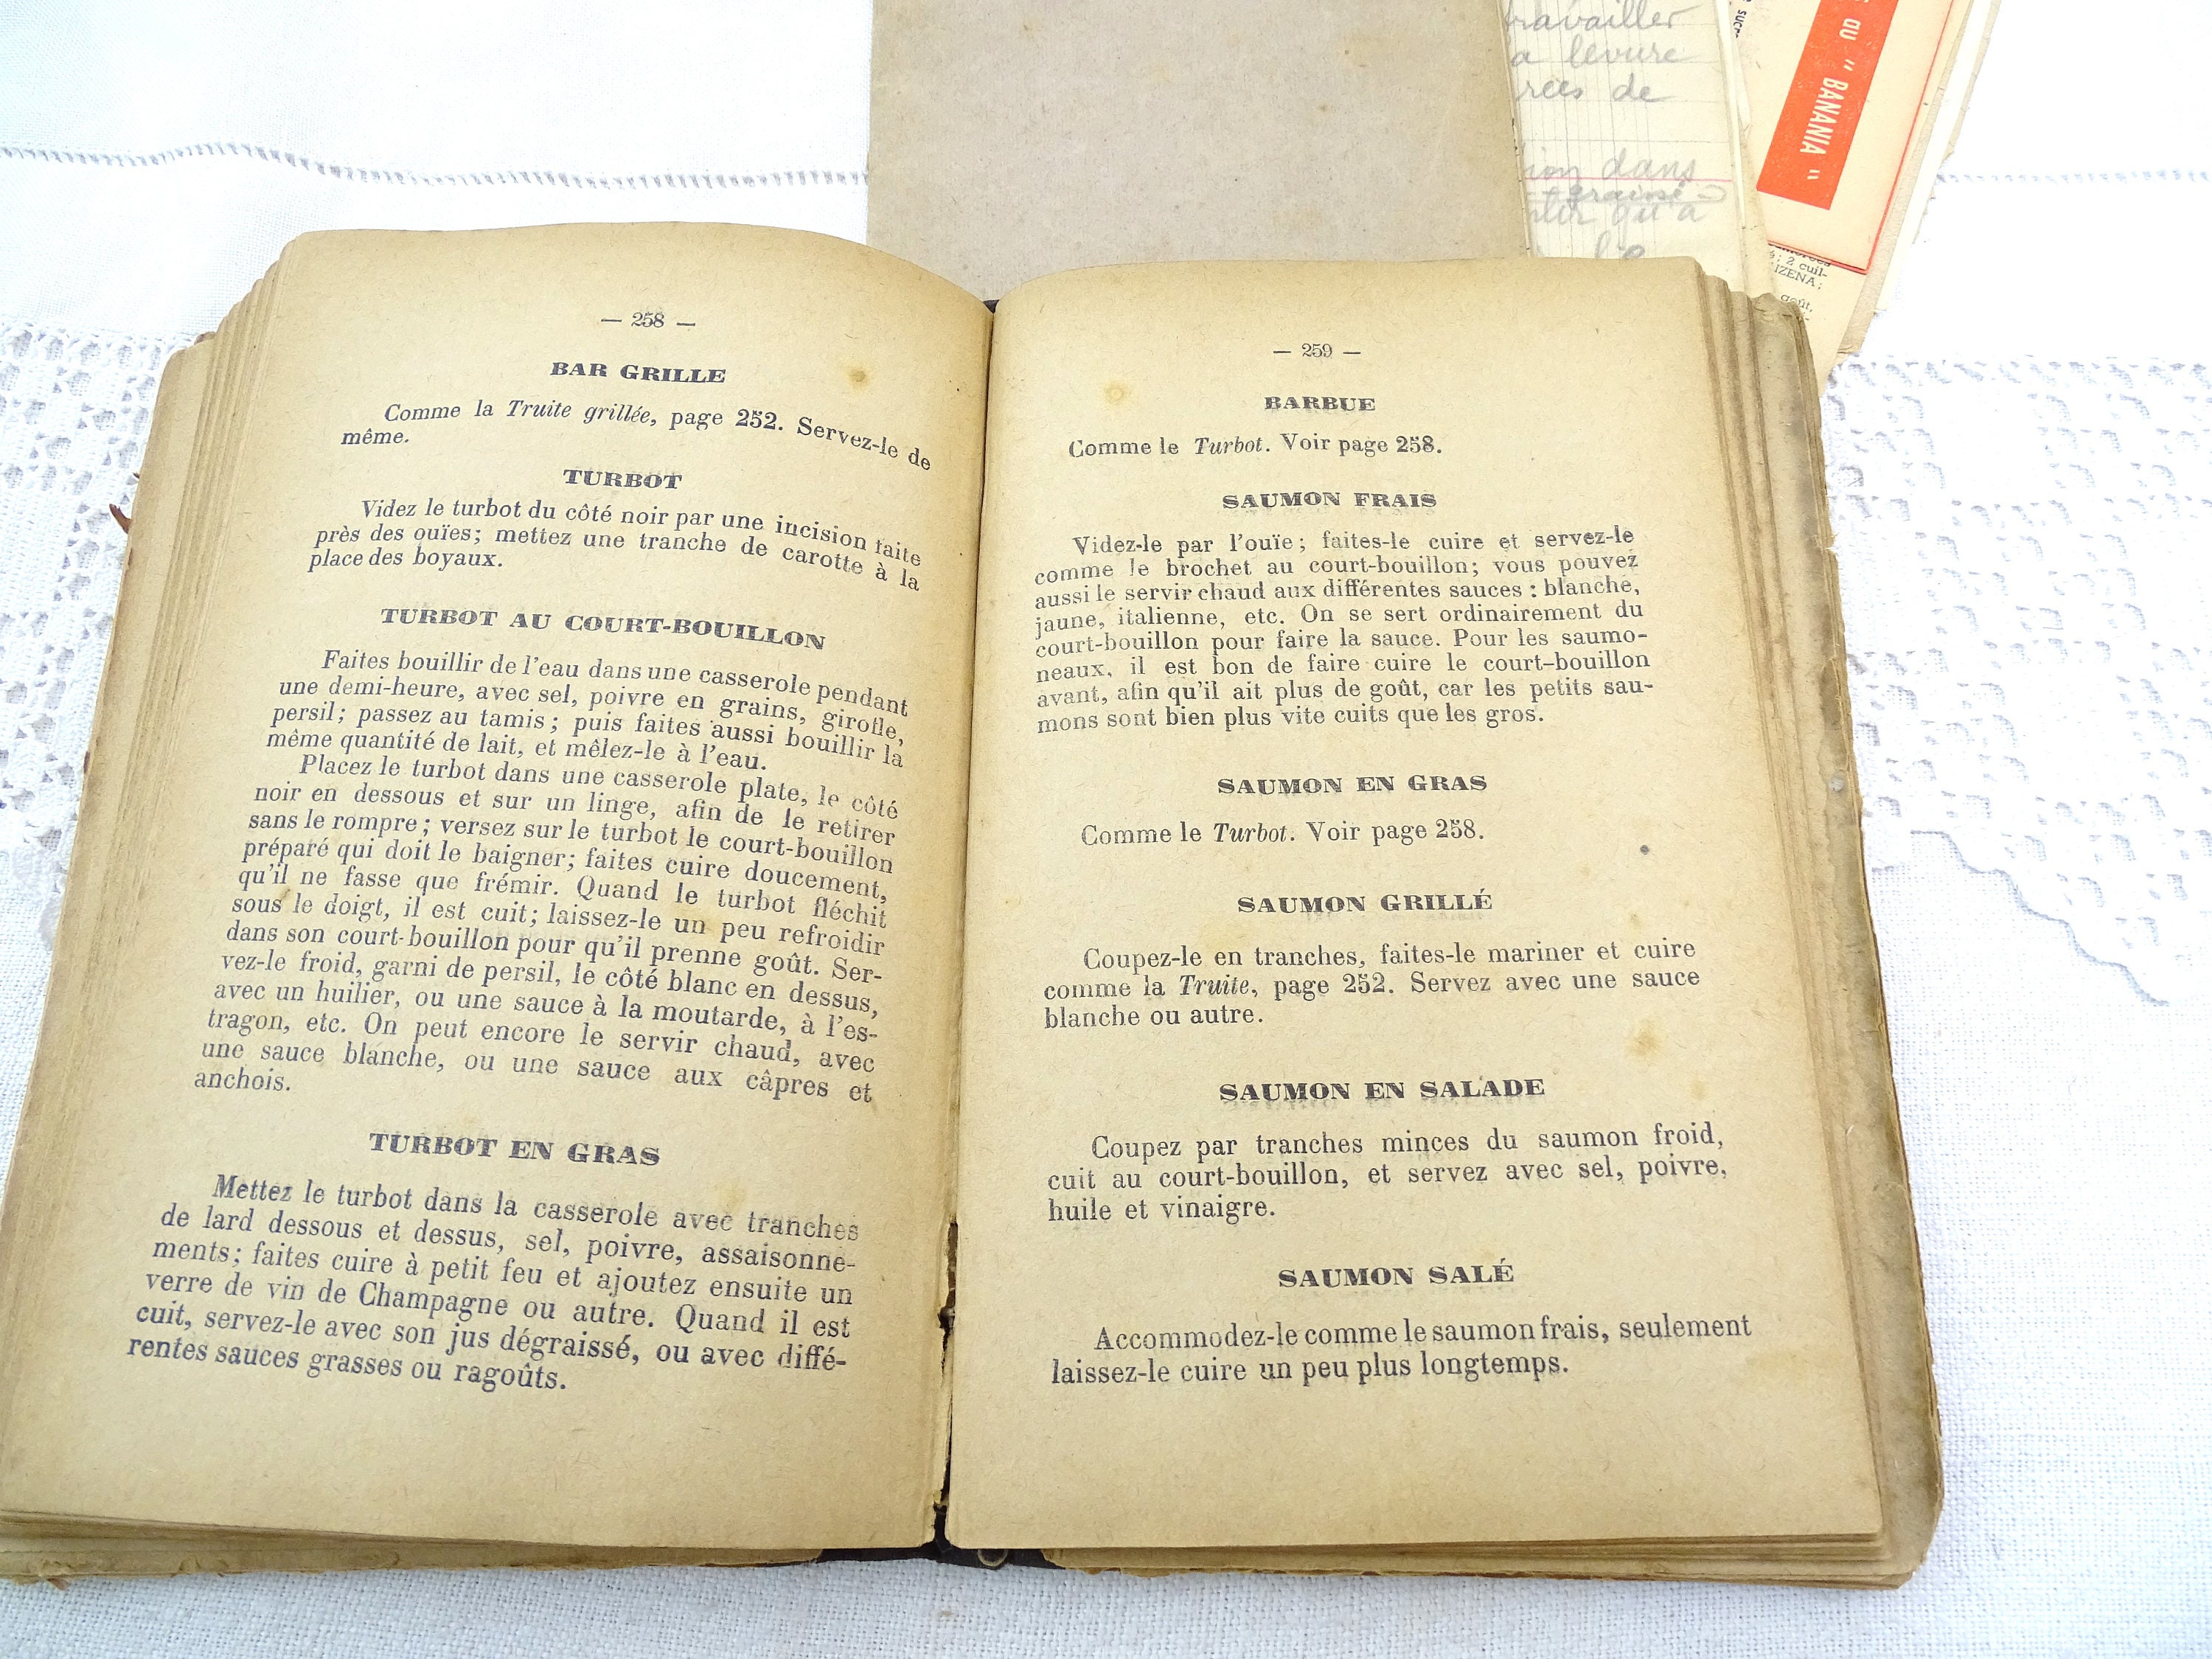 — 258 —
BAR GRILLE
Comme la Truite grillée, page 252. Servez-le de
même.
TURBOT
Videz le turbot du côté noir par une incision faite
près des ouïes; mettez une tranche de carotte à la
place des boyaux.
TURBOT AU COURT-BOUILLON
Faites bouillir de l'eau dans une casserole pendant
une demi-heure, avec sel, poivre en grains, girofle,
persil; passez au tamis; puis faites aussi bouillir la
même quantité de lait, et mêlez-le à l'eau.
Placez le turbot dans une casserole plate, le côté
noir en dessous et sur un linge, afin de le retirer
sans le rompre; versez sur le turbot le court-bouillon
préparé qui doit le baigner; faites cuire doucement,
qu'il ne fasse que frémir. Quand le turbot fléchit
sous le doigt, il est cuit; laissez-le un peu refroidir
dans son court-bouillon pour qu'il prenne goût. Ser-
vez-le froid, garni de persil, le côté blanc en dessus,
avec un huilier, ou une sauce à la moutarde, à l'es-
tragon, etc. On peut encore le servir chaud, avec
une sauce blanche, ou une sauce aux câpres et
anchois.
TURBOT EN GRAS
Mettez le turbot dans la casserole avec tranches
de lard dessous et dessus, sel, poivre, assaisonne-
ments; faites cuire à petit feu et ajoutez ensuite un
verre de vin de Champagne ou autre. Quand il est
cuit, servez-le avec son jus dégraissé, ou avec diffé-
rentes sauces grasses ou ragoûts.
— 259 —
BARBUE
Comme le Turbot. Voir page 258.
SAUMON FRAIS
Videz-le par l'ouïe; faites-le cuire et servez-le
comme le brochet au court-bouillon; vous pouvez
aussi le servir chaud aux différentes sauces : blanche,
jaune, italienne, etc. On se sert ordinairement du
court-bouillon pour faire la sauce. Pour les saumo-
neaux, il est bon de faire cuire le court-bouillon
avant, afin qu'il ait plus de goût, car les petits sau-
mons sont bien plus vite cuits que les gros.
SAUMON EN GRAS
Comme le Turbot. Voir page 258.
SAUMON GRILLÉ
Coupez-le en tranches, faites-le mariner et cuire
comme la Truite, page 252. Servez avec une sauce
blanche ou autre.
SAUMON EN SALADE
Coupez par tranches minces du saumon froid,
cuit au court-bouillon, et servez avec sel, poivre,
huile et vinaigre.
SAUMON SALÉ
Accommodez-le comme le saumon frais, seulement
laissez-le cuire un peu plus longtemps.
travailler
a levure
de
dans
qu'a
au "BANANIA"
sucr-
2 cuil-
IZENA;
goût,